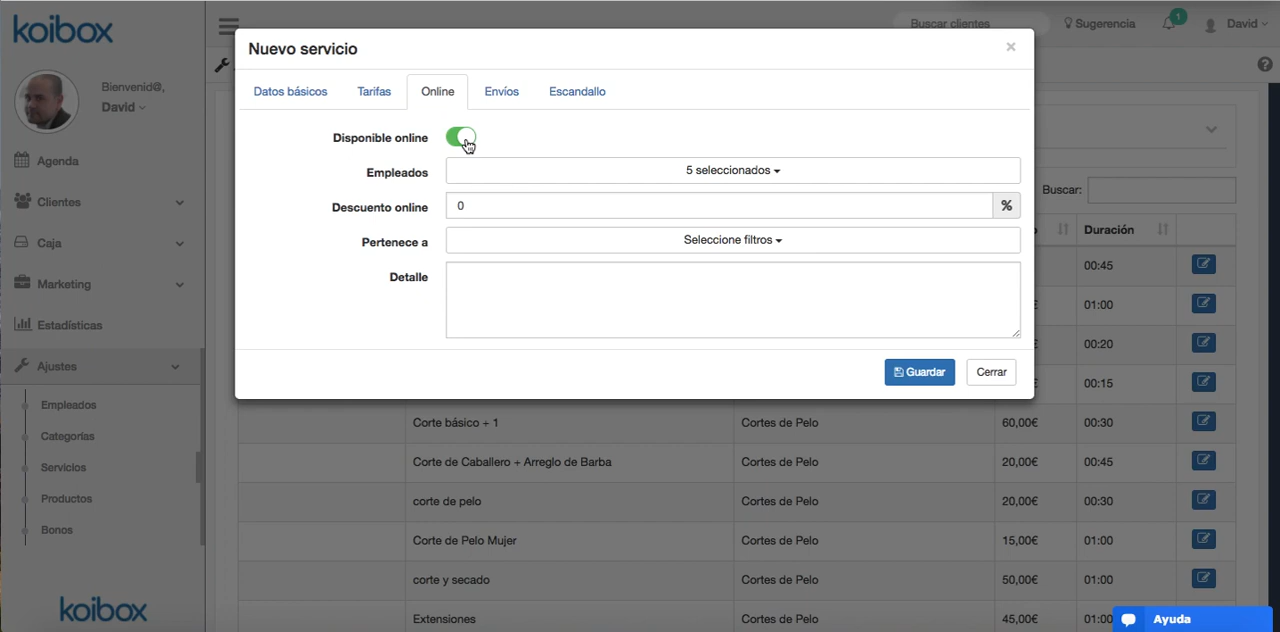 koibox
Buscar clientes
Sugerencia
1
David
Bienvenid@,
David
Nuevo servicio
×
Datos básicos
Tarifas
Online
Envíos
Escandallo
Disponible online
Empleados
5 seleccionados
Descuento online
0
%
Pertenece a
Seleccione filtros
Detalle
Guardar
Cerrar
Agenda
Clientes
Caja
Marketing
Estadísticas
Ajustes
Empleados
Categorías
Servicios
Productos
Bonos
koibox
Buscar:
Duración
00:45
01:00
00:20
00:15
Corte básico + 1 Cortes de Pelo 60,00€ 00:30
Corte de Caballero + Arreglo de Barba Cortes de Pelo 20,00€ 00:45
corte de pelo Cortes de Pelo 20,00€ 00:30
Corte de Pelo Mujer Cortes de Pelo 15,00€ 01:00
corte y secado Cortes de Pelo 50,00€ 01:00
Extensiones Cortes de Pelo 45,00€ 01:00
Ayuda